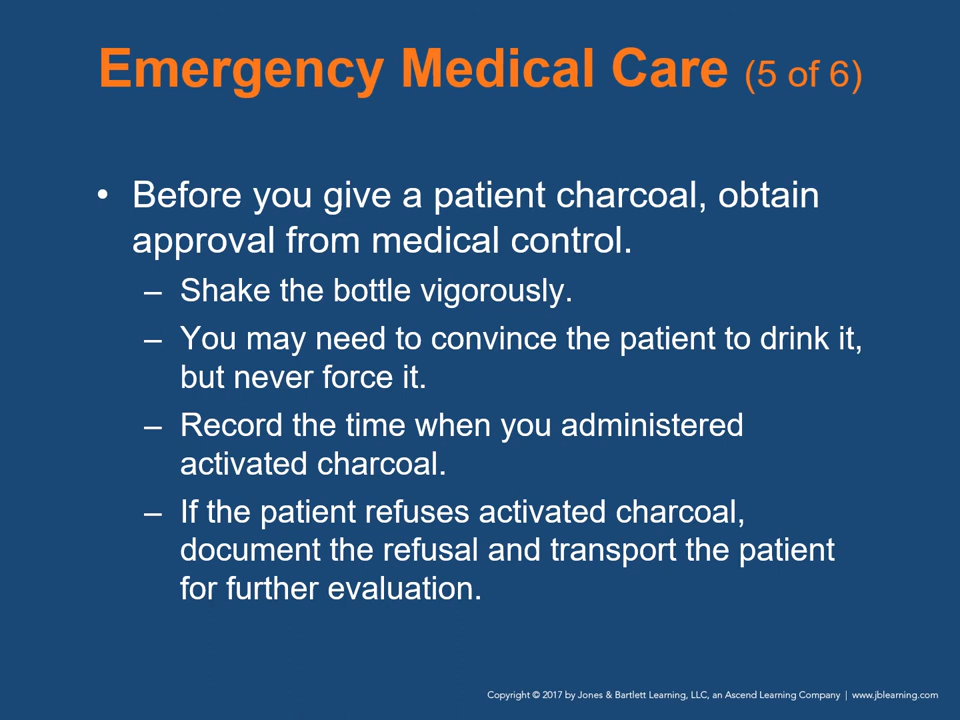 Emergency Medical Care (5 of 6)
• Before you give a patient charcoal, obtain
approval from medical control.
– Shake the bottle vigorously.
– You may need to convince the patient to drink it,
but never force it.
– Record the time when you administered
activated charcoal.
– If the patient refuses activated charcoal,
document the refusal and transport the patient
for further evaluation.
Copyright © 2017 by Jones & Bartlett Learning, LLC, an Ascend Learning Company | www.jblearning.com